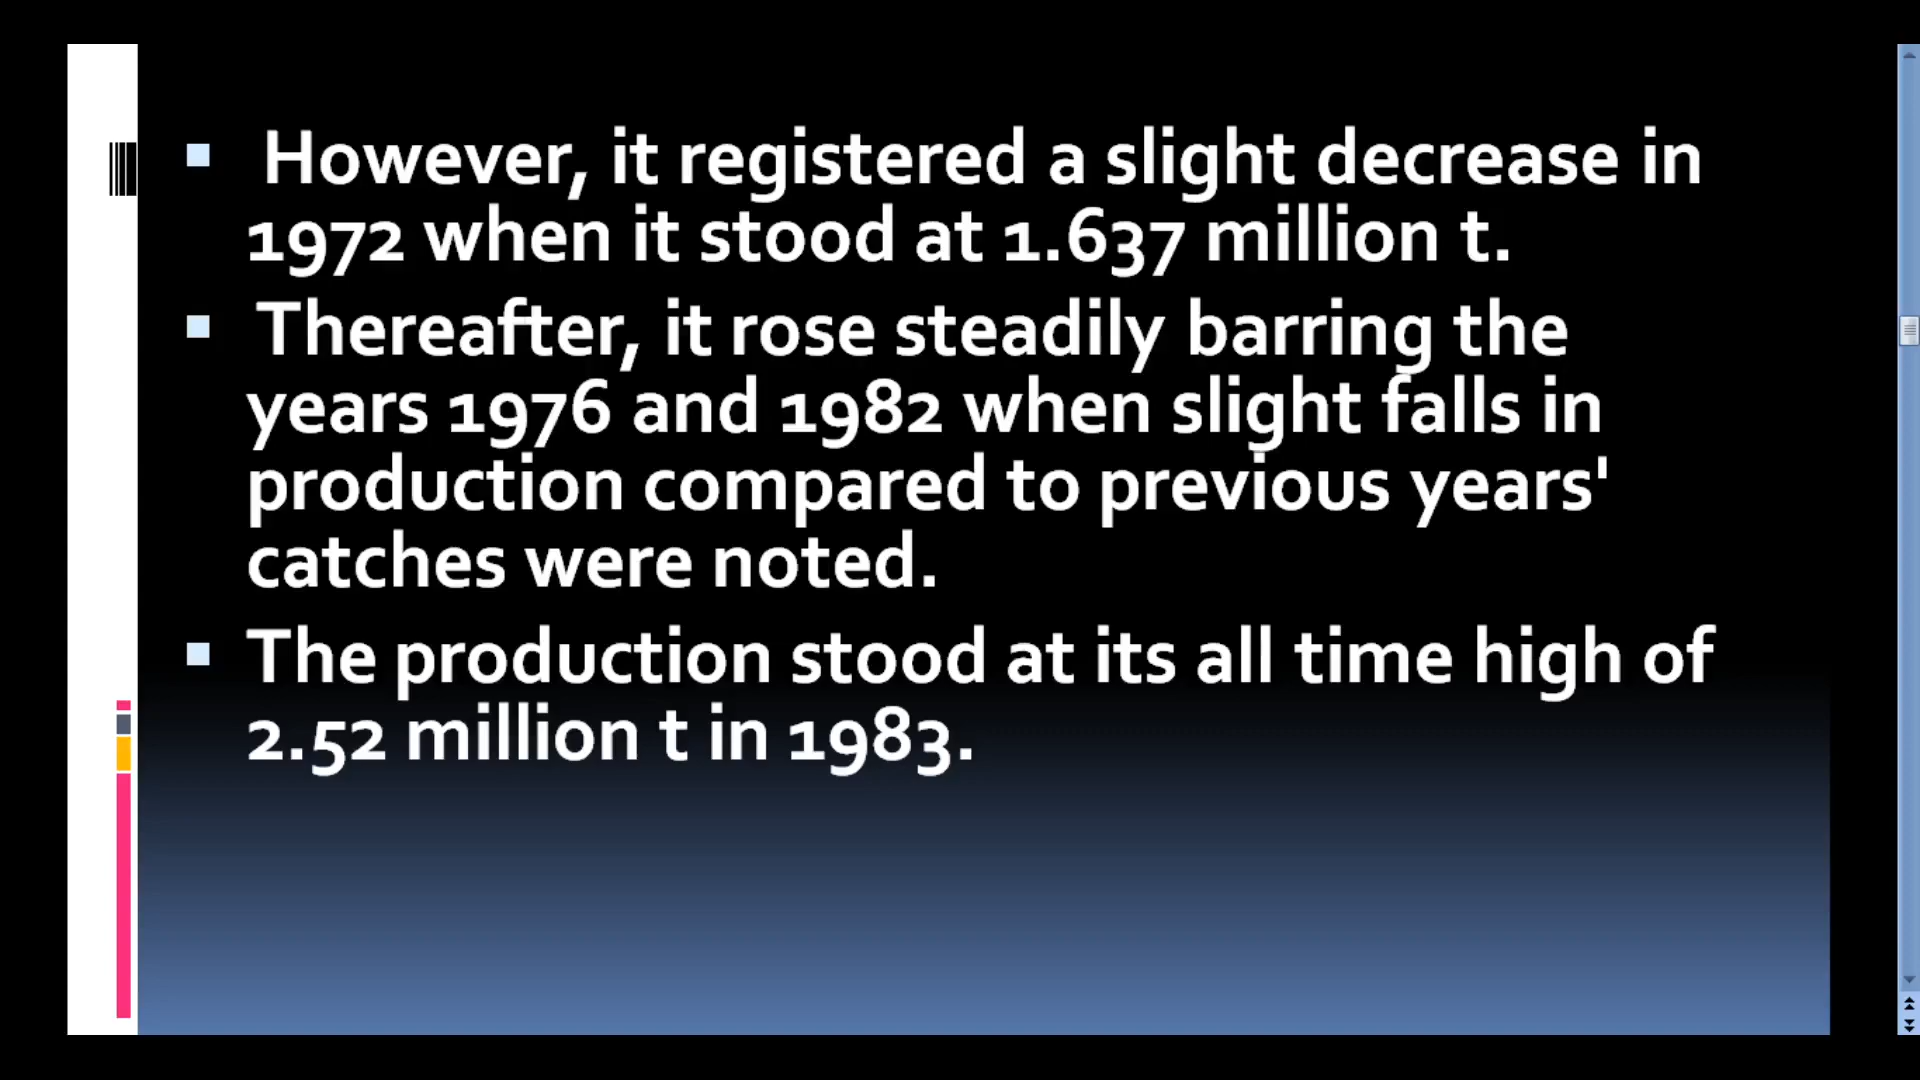 However, it registered a slight decrease in
1972 when it stood at 1.637 million t.
Thereafter, it rose steadily barring the
years 1976 and 1982 when slight falls in
production compared to previous years'
catches were noted.
The production stood at its all time high of
2.52 million t in 1983.